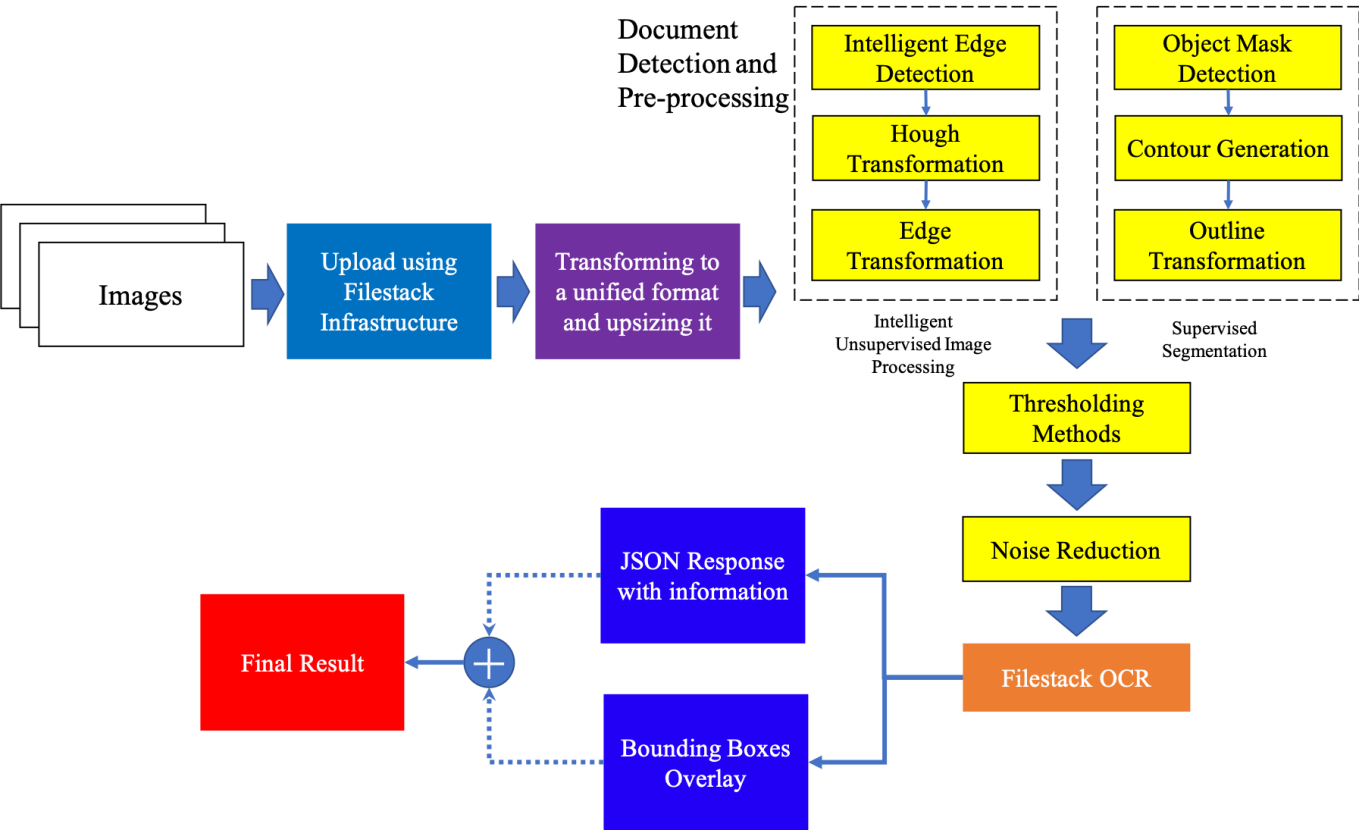 Document
Detection and
Pre-processing
Intelligent Edge
Detection
Hough
Transformation
Edge
Transformation
Object Mask
Detection
Contour Generation
Outline
Transformation
Images
Upload using
Filestack
Infrastructure
Transforming to
a unified format
and upsizing it
Intelligent
Unsupervised Image
Processing
Supervised
Segmentation
Thresholding
Methods
Noise Reduction
Filestack OCR
JSON Response
with information
Bounding Boxes
Overlay
Final Result